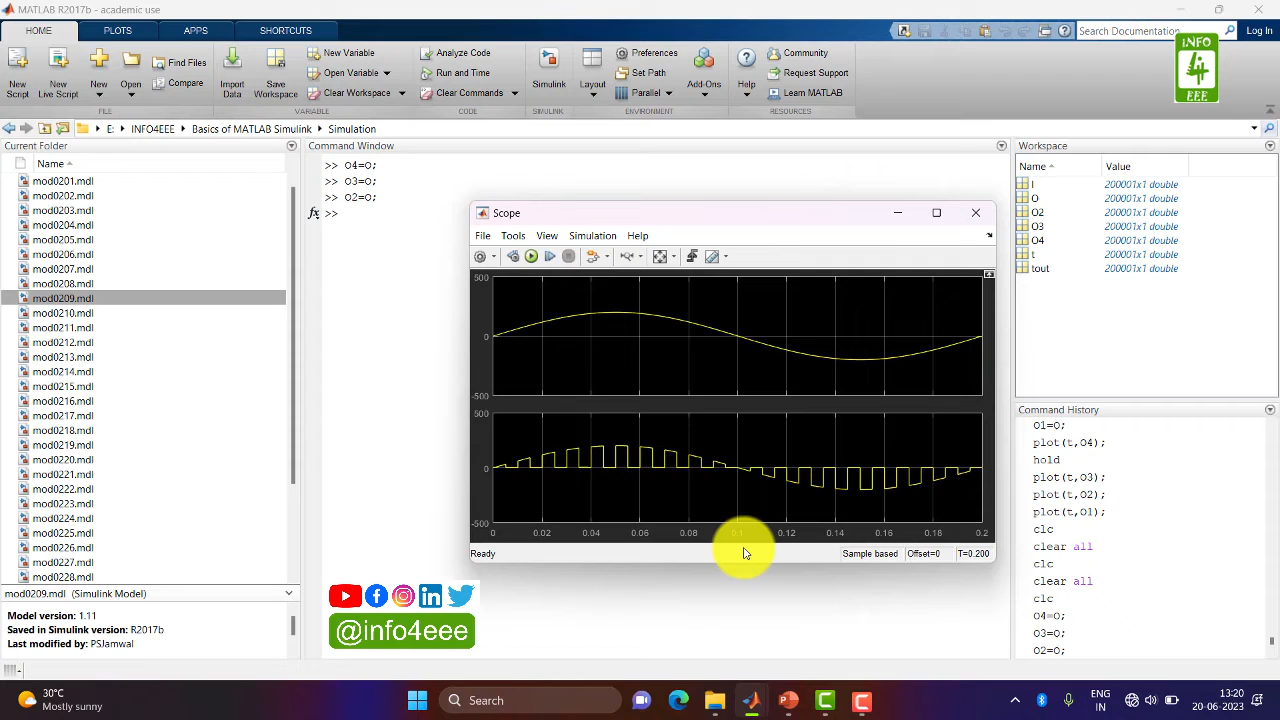 MATLAB R2017b - academic use
HOME PLOTS APPS SHORTCUTS Search Documentation Log In
INFO
EEE
New Script
New Live Script
New
Open
Find Files
Compare
Import Data
Save Workspace
New Variable
Open Variable
Clear Workspace
Analyze Code
Run and Time
Clear Commands
Simulink
Layout
Preferences
Set Path
Parallel
Add-Ons
Help
Community
Request Support
Learn MATLAB
FILE VARIABLE CODE SIMULINK ENVIRONMENT RESOURCES
E: INFO4EEE Basics of MATLAB Simulink Simulation
Current Folder
Name
mod0201.mdl
mod0202.mdl
mod0203.mdl
mod0204.mdl
mod0205.mdl
mod0206.mdl
mod0207.mdl
mod0208.mdl
mod0209.mdl
mod0210.mdl
mod0211.mdl
mod0212.mdl
mod0213.mdl
mod0214.mdl
mod0215.mdl
mod0216.mdl
mod0217.mdl
mod0218.mdl
mod0219.mdl
mod0220.mdl
mod0221.mdl
mod0222.mdl
mod0223.mdl
mod0224.mdl
mod0225.mdl
mod0226.mdl
mod0227.mdl
mod0228.mdl
mod0209.mdl (Simulink Model)
Model version: 1.11
Saved in Simulink version: R2017b
Last modified by: PSJamwal
Command Window
>> O4=O;
>> O3=O;
>> O2=O;
fx >>
Scope
File Tools View Simulation Help
500
0
-500
500
0
-500
0 0.02 0.04 0.06 0.08 0.1 0.12 0.14 0.16 0.18 0.2
Ready Sample based Offset=0 T=0.200
@info4eee
Workspace
Name Value
I 200001x1 double
O 200001x1 double
O2 200001x1 double
O3 200001x1 double
O4 200001x1 double
t 200001x1 double
tout 200001x1 double
Command History
O1=O;
plot(t,O4);
hold
plot(t,O3);
plot(t,O2);
plot(t,O1);
clc
clear all
clc
clear all
clc
O4=O;
O3=O;
O2=O;
30°C
Mostly sunny
Search
ENG
IN
13:20
20-06-2023